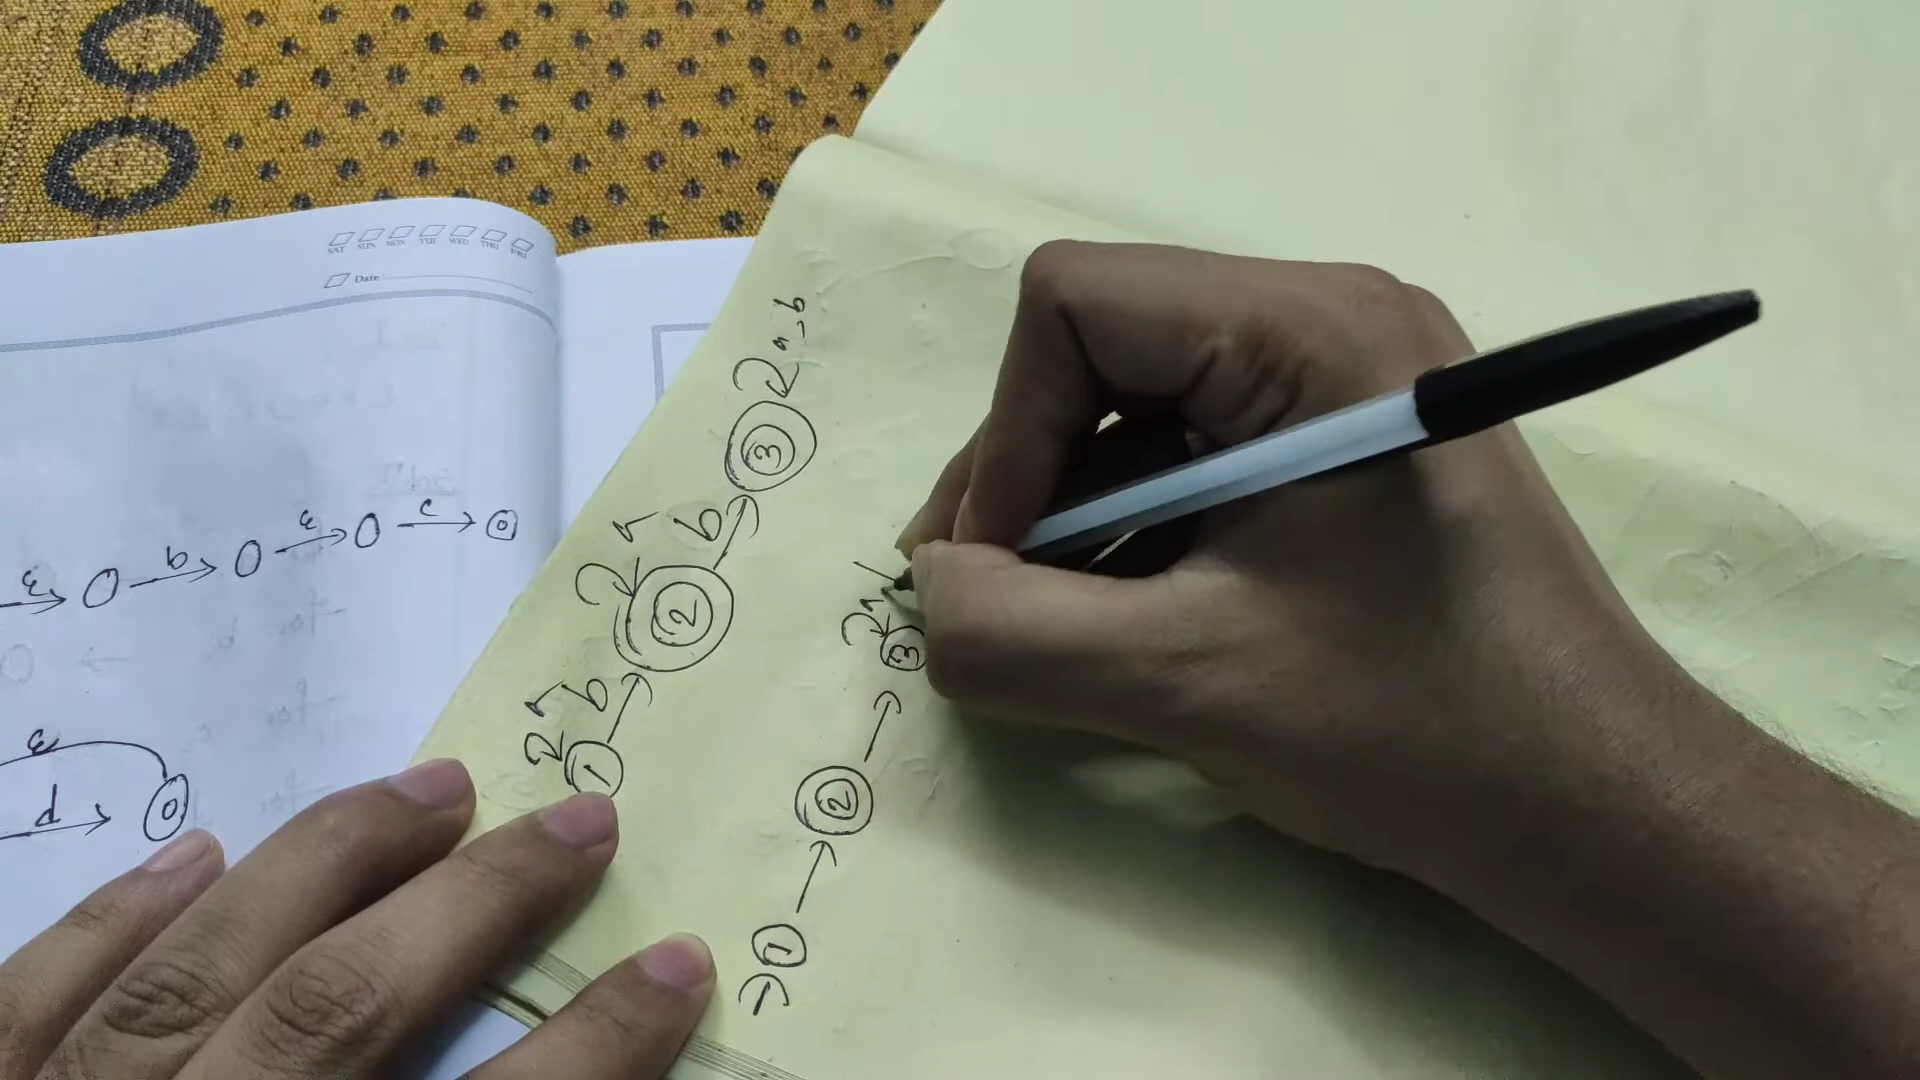 SAT SUN MON TUE WED THU FRI
Date :
ε b ε c
ε
d
1 a b 2 a b 3 a, b
1 2 3 a